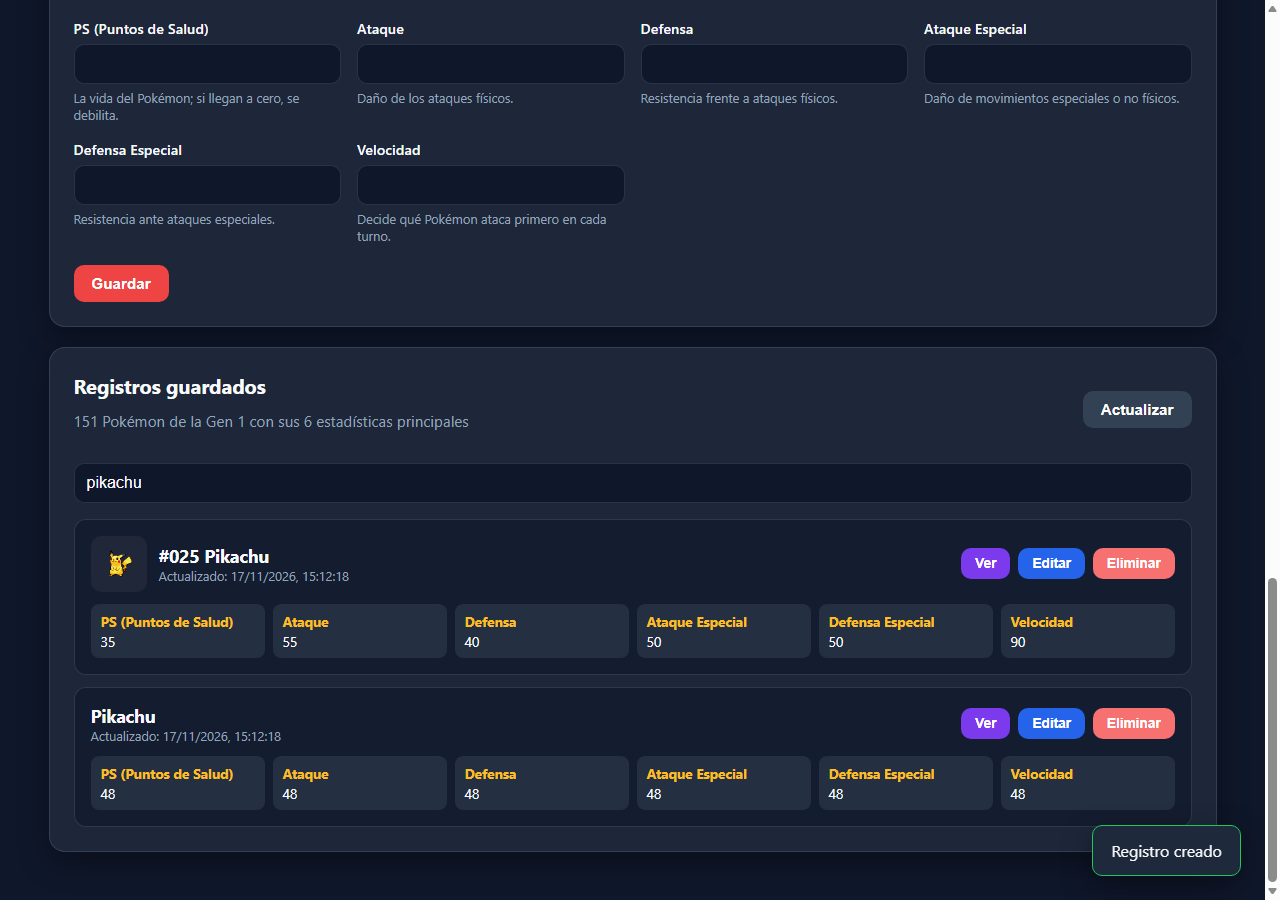 PS (Puntos de Salud)
Ataque
Defensa
Ataque Especial
La vida del Pokémon; si llegan a cero, se
debilita.
Daño de los ataques físicos.
Resistencia frente a ataques físicos.
Daño de movimientos especiales o no físicos.
Defensa Especial
Velocidad
Resistencia ante ataques especiales.
Decide qué Pokémon ataca primero en cada
turno.
Guardar
Registros guardados
151 Pokémon de la Gen 1 con sus 6 estadísticas principales
Actualizar
pikachu
#025 Pikachu
Actualizado: 17/11/2026, 15:12:18
Ver
Editar
Eliminar
PS (Puntos de Salud)
35
Ataque
55
Defensa
40
Ataque Especial
50
Defensa Especial
50
Velocidad
90
Pikachu
Actualizado: 17/11/2026, 15:12:18
Ver
Editar
Eliminar
PS (Puntos de Salud)
48
Ataque
48
Defensa
48
Ataque Especial
48
Defensa Especial
48
Velocidad
48
Registro creado